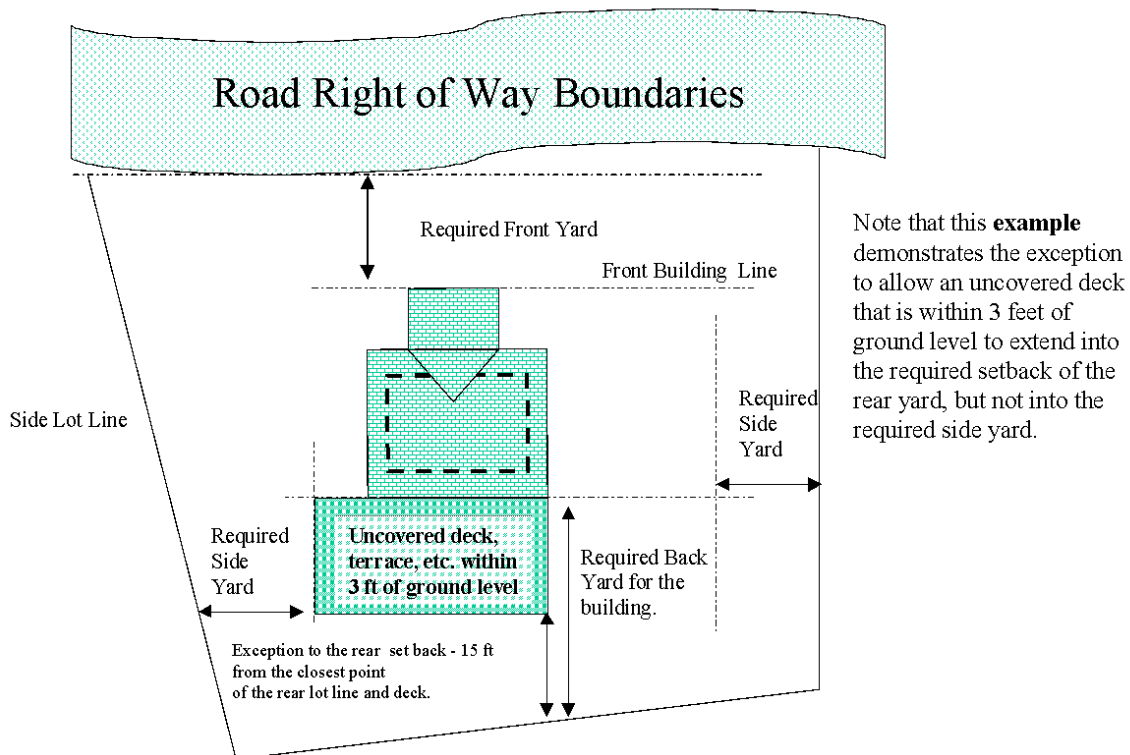 Road Right of Way Boundaries
Required Front Yard
Front Building Line
Note that this example
demonstrates the exception
to allow an uncovered deck
that is within 3 feet of
ground level to extend into
the required setback of the
rear yard, but not into the
required side yard.
Side Lot Line
Required
Side
Yard
Required
Side
Yard
Uncovered deck,
terrace, etc. within
3 ft of ground level
Required Back
Yard for the
building.
Exception to the rear set back - 15 ft
from the closest point
of the rear lot line and deck.